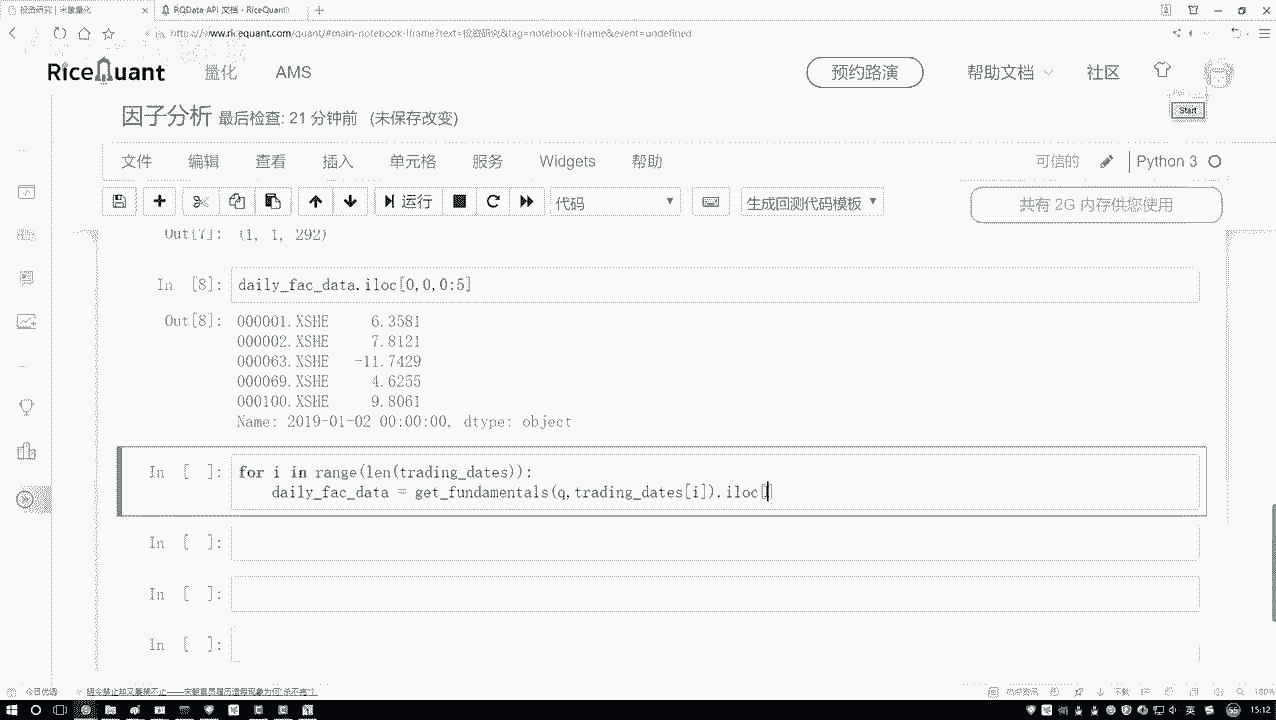 投资研究 | 米筐量化
RQData API 文档 - RiceQuant
www.ricequant.com/quant/#main-notebook-iframe?text=投资研究&tag=notebook-iframe&event=undefined
RiceQuant 量化 AMS 预约路演 帮助文档 社区
因子分析 最后检查: 21 分钟前 (未保存改变)
Start
文件 编辑 查看 插入 单元格 服务 Widgets 帮助 可信的 Python 3
运行 代码 生成回测代码模板 共有 2G 内存供您使用
Out[7]: (1, 1, 292)
In [8]: daily_fac_data.iloc[0,0,0:5]
Out[8]: 000001.XSHE 6.3581
000002.XSHE 7.8121
000063.XSHE -11.7429
000069.XSHE 4.6255
000100.XSHE 9.8061
Name: 2019-01-02 00:00:00, dtype: object
In [ ]: for i in range(len(trading_dates)):
daily_fac_data = get_fundamentals(q,trading_dates[i]).iloc[]
In [ ]:
In [ ]:
In [ ]:
今日优选
180%
英
15:12